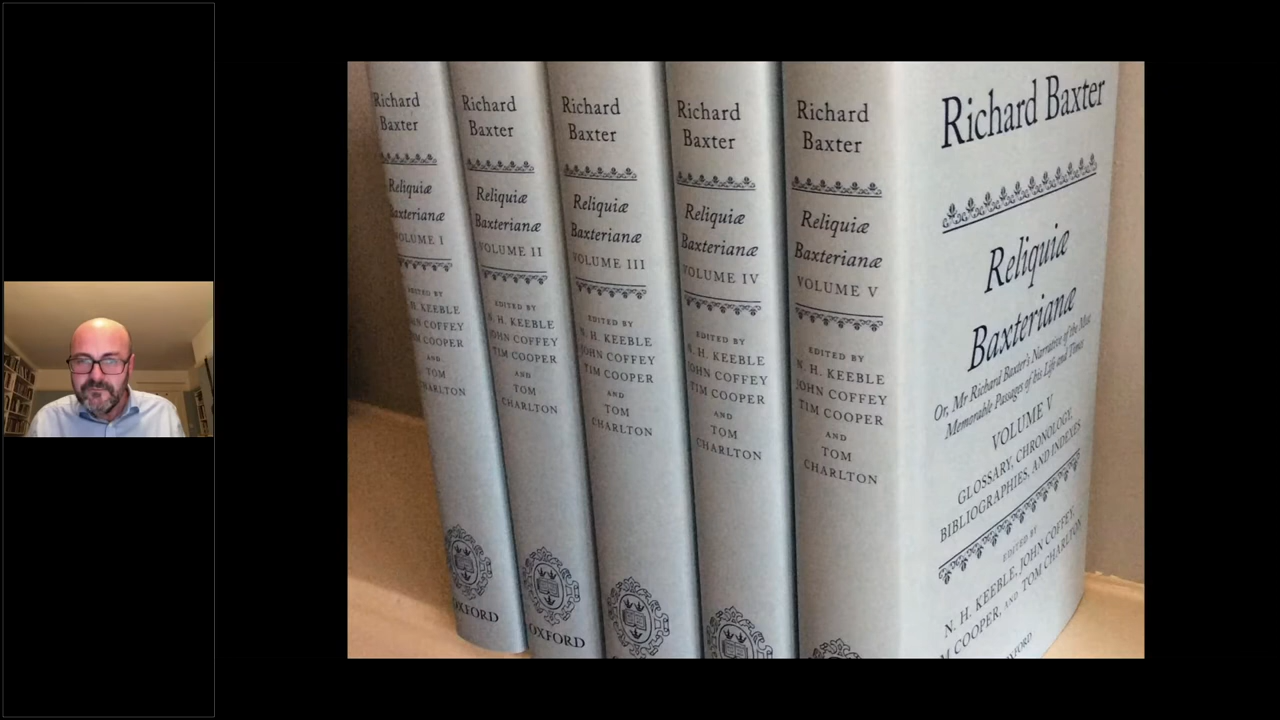 Richard
Baxter
Reliquiæ
Baxterianæ
VOLUME I
EDITED BY
N. H. KEEBLE
JOHN COFFEY
TIM COOPER
AND
TOM
CHARLTON
OXFORD
Richard
Baxter
Reliquiæ
Baxterianæ
VOLUME II
EDITED BY
N. H. KEEBLE
JOHN COFFEY
TIM COOPER
AND
TOM
CHARLTON
OXFORD
Richard
Baxter
Reliquiæ
Baxterianæ
VOLUME III
EDITED BY
N. H. KEEBLE
JOHN COFFEY
TIM COOPER
AND
TOM
CHARLTON
Richard
Baxter
Reliquiæ
Baxterianæ
VOLUME IV
EDITED BY
N. H. KEEBLE
JOHN COFFEY
TIM COOPER
AND
TOM
CHARLTON
Richard
Baxter
Reliquiæ
Baxterianæ
VOLUME V
EDITED BY
N. H. KEEBLE
JOHN COFFEY
TIM COOPER
AND
TOM
CHARLTON
Richard Baxter
Reliquiæ
Baxterianæ
Or, Mr Richard Baxter's Narrative of the Most
Memorable Passages of his Life and Times
VOLUME V
GLOSSARY, CHRONOLOGY,
BIBLIOGRAPHIES, AND INDEXES
EDITED BY
N. H. KEEBLE, JOHN COFFEY,
M COOPER, AND TOM CHARLTON
OXFORD